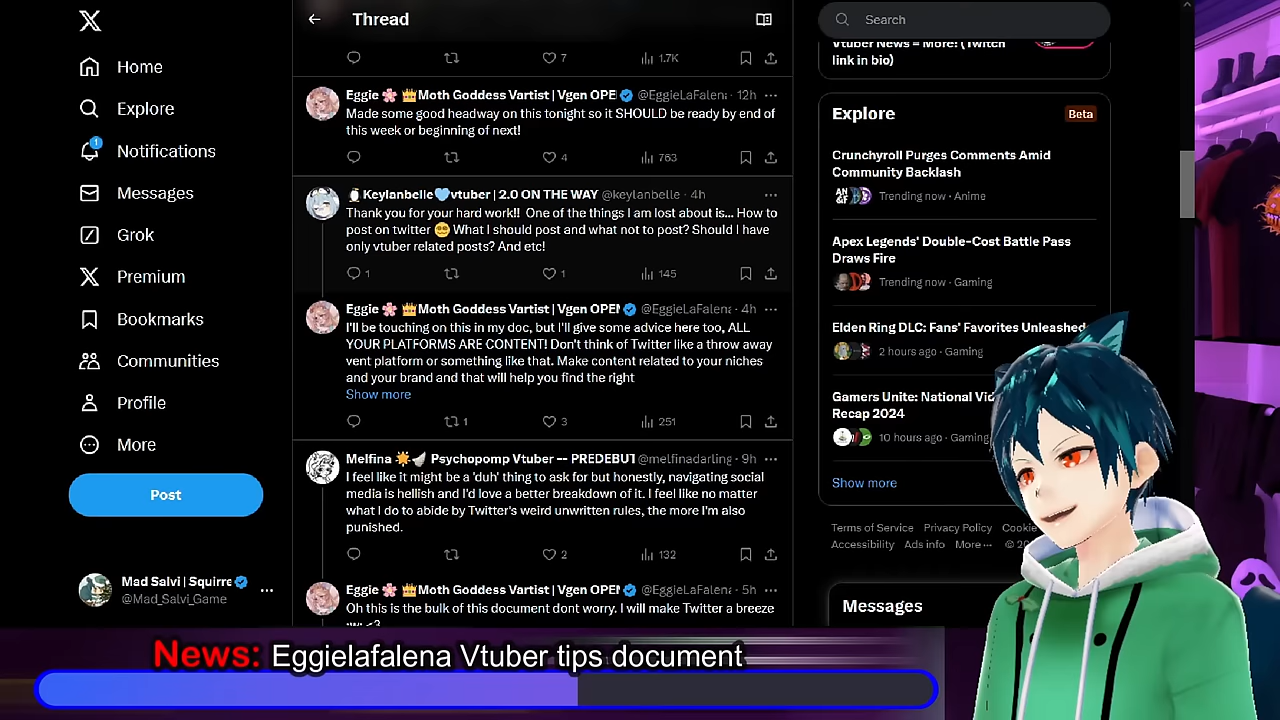 Home
Explore
1
Notifications
Messages
Grok
Premium
Bookmarks
Communities
Profile
More
Post
Mad Salvi | Squirre
@Mad_Salvi_Game
Thread
7
1.7K
Eggie 🌸 👑Moth Goddess Vartist | Vgen OPE @EggieLaFalena · 12h
Made some good headway on this tonight so it SHOULD be ready by end of
this week or beginning of next!
4
763
🐧Keylanbelle🩵vtuber | 2.0 ON THE WAY @keylanbelle · 4h
Thank you for your hard work!! One of the things I am lost about is... How to
post on twitter 😵‍💫 What I should post and what not to post? Should I have
only vtuber related posts? And etc!
1
1
145
Eggie 🌸 👑Moth Goddess Vartist | Vgen OPE @EggieLaFalena · 4h
I'll be touching on this in my doc, but I'll give some advice here too, ALL
YOUR PLATFORMS ARE CONTENT! Don't think of Twitter like a throw away
vent platform or something like that. Make content related to your niches
and your brand and that will help you find the right
Show more
1
3
251
Melfina ☀️🪽 Psychopomp Vtuber -- PREDEBUT @melfinadarling · 9h
I feel like it might be a 'duh' thing to ask for but honestly, navigating social
media is hellish and I'd love a better breakdown of it. I feel like no matter
what I do to abide by Twitter's weird unwritten rules, the more I'm also
punished.
2
132
Eggie 🌸 👑Moth Goddess Vartist | Vgen OPE @EggieLaFalena · 5h
Oh this is the bulk of this document dont worry. I will make Twitter a breeze
Search
Vtuber News = More! (Twitch
link in bio)
Explore
Beta
Crunchyroll Purges Comments Amid
Community Backlash
Trending now · Anime
Apex Legends' Double-Cost Battle Pass
Draws Fire
Trending now · Gaming
Elden Ring DLC: Fans' Favorites Unleashed
2 hours ago · Gaming
Gamers Unite: National
Recap 2024
10 hours ago · Gaming
Show more
Terms of Service Privacy Policy Cookie
Accessibility Ads info More ··· ©
Messages
News: Eggielafalena Vtuber tips document